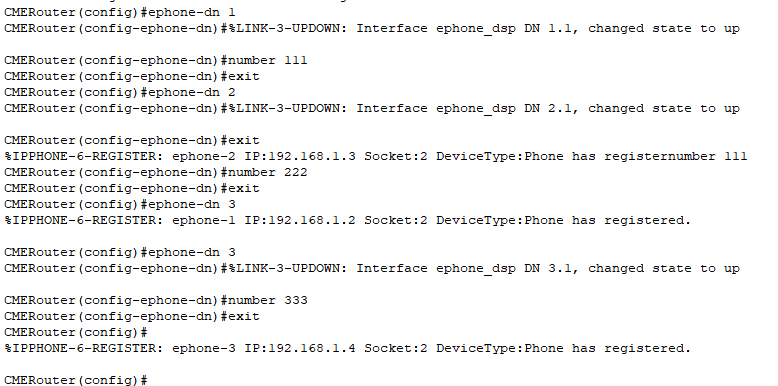 CMERouter(config)#ephone-dn 1
CMERouter(config-ephone-dn)#%LINK-3-UPDOWN: Interface ephone_dsp DN 1.1, changed state to up
CMERouter(config-ephone-dn)#number 111
CMERouter(config-ephone-dn)#exit
CMERouter(config)#ephone-dn 2
CMERouter(config-ephone-dn)#%LINK-3-UPDOWN: Interface ephone_dsp DN 2.1, changed state to up
CMERouter(config-ephone-dn)#exit
%IPPHONE-6-REGISTER: ephone-2 IP:192.168.1.3 Socket:2 DeviceType:Phone has registernumber 111
CMERouter(config-ephone-dn)#number 222
CMERouter(config-ephone-dn)#exit
CMERouter(config)#ephone-dn 3
%IPPHONE-6-REGISTER: ephone-1 IP:192.168.1.2 Socket:2 DeviceType:Phone has registered.
CMERouter(config)#ephone-dn 3
CMERouter(config-ephone-dn)#%LINK-3-UPDOWN: Interface ephone_dsp DN 3.1, changed state to up
CMERouter(config-ephone-dn)#number 333
CMERouter(config-ephone-dn)#exit
CMERouter(config)#
%IPPHONE-6-REGISTER: ephone-3 IP:192.168.1.4 Socket:2 DeviceType:Phone has registered.
CMERouter(config)#